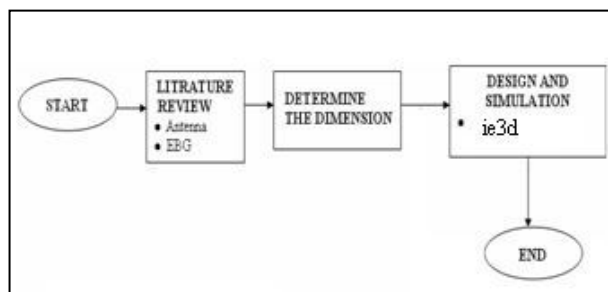 START
LITRATURE
REVIEW
• Antenna
• EBG
DETERMINE
THE DIMENSION
DESIGN AND
SIMULATION
• ie3d
END